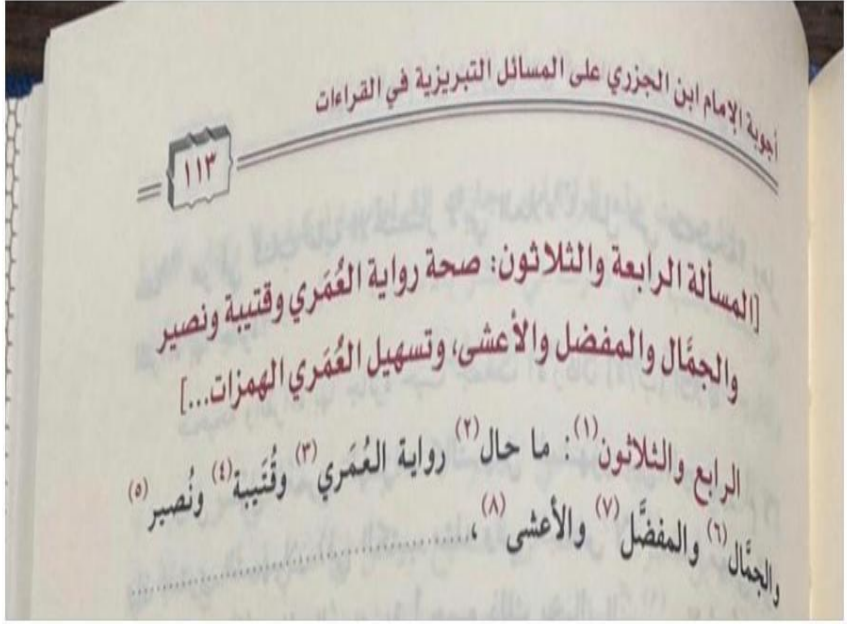 أجوبة الإمام ابن الجزري على المسائل التبريزية في القراءات
١١٣
[المسألة الرابعة والثلاثون: صحة رواية العُمَري وقتيبة ونصير
والجمَّال والمفضل والأعشى، وتسهيل العُمَري الهمزات...]
الرابع والثلاثون(١): ما حال(٢) رواية العُمَري(٣) وقُتَيبة(٤) ونُصير(٥)
والجمَّال(٦) والمفضَّل(٧) والأعشى(٨)، ..............................